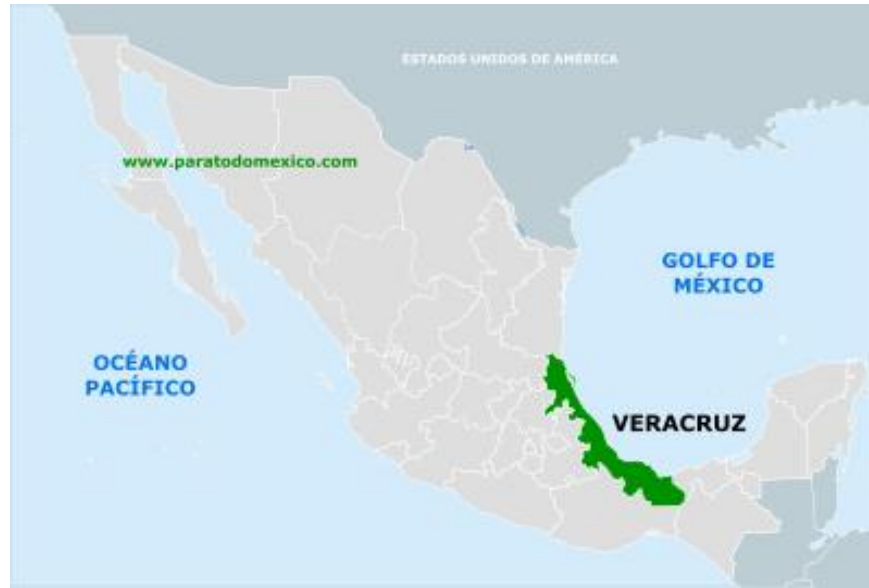 ESTADOS UNIDOS DE AMÉRICA
www.paratodomexico.com
GOLFO DE
MÉXICO
OCÉANO
PACÍFICO
VERACRUZ